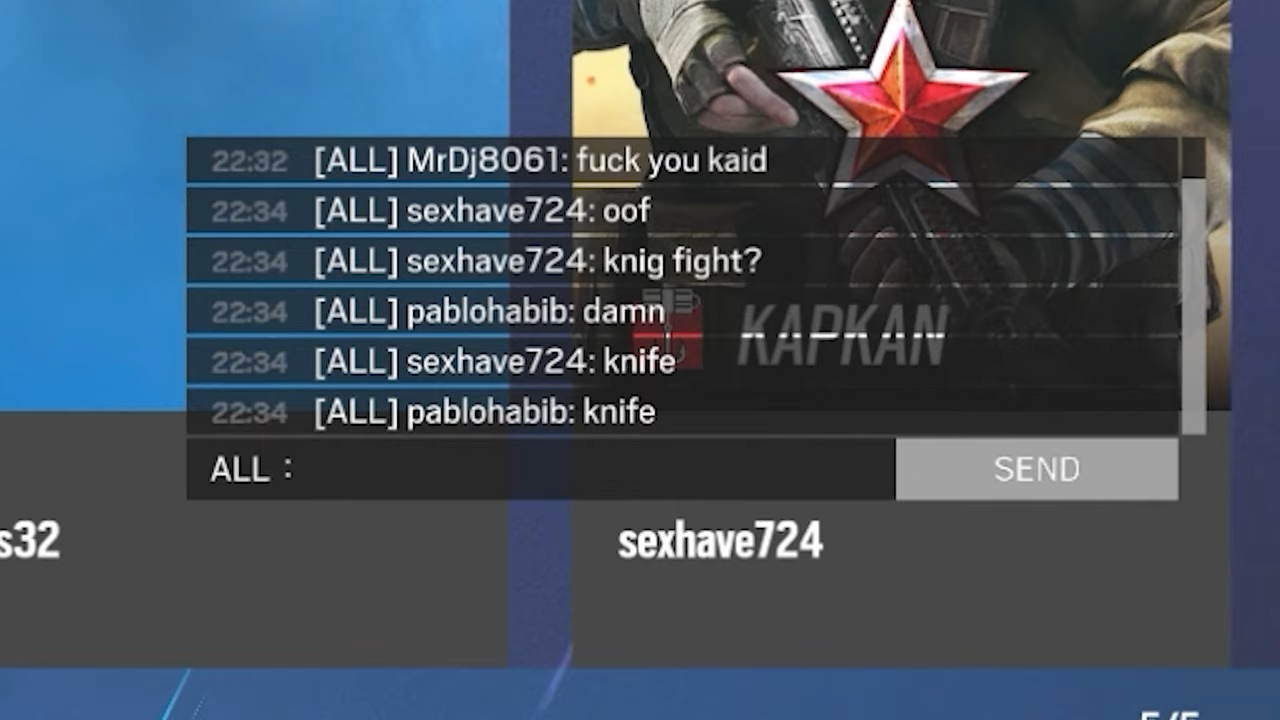 22:32 [ALL] MrDj8061: fuck you kaid
22:34 [ALL] sexhave724: oof
22:34 [ALL] sexhave724: knig fight?
22:34 [ALL] pablohabib: damn
22:34 [ALL] sexhave724: knife
22:34 [ALL] pablohabib: knife
KAPKAN
ALL :
SEND
s32
sexhave724
5/5